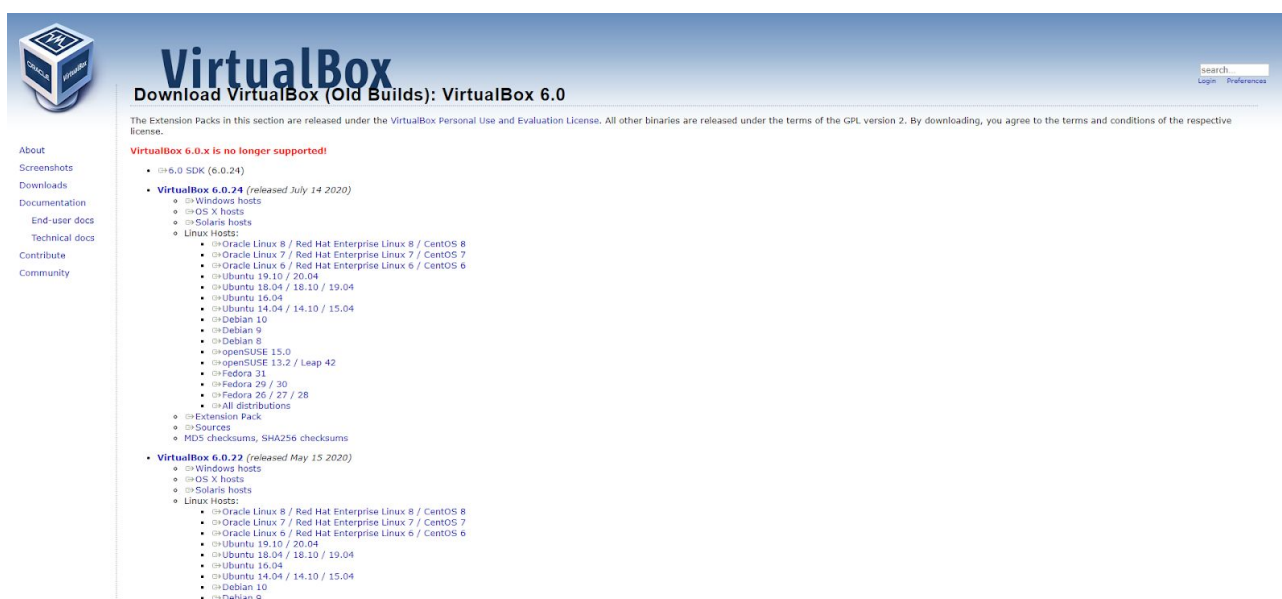 VirtualBox
ORACLE
VirtualBox
search...
Login Preferences
Download VirtualBox (Old Builds): VirtualBox 6.0
The Extension Packs in this section are released under the VirtualBox Personal Use and Evaluation License. All other binaries are released under the terms of the GPL version 2. By downloading, you agree to the terms and conditions of the respective
license.
About
Screenshots
Downloads
Documentation
End-user docs
Technical docs
Contribute
Community
VirtualBox 6.0.x is no longer supported!
6.0 SDK (6.0.24)
VirtualBox 6.0.24 (released July 14 2020)
Windows hosts
OS X hosts
Solaris hosts
Linux Hosts:
Oracle Linux 8 / Red Hat Enterprise Linux 8 / CentOS 8
Oracle Linux 7 / Red Hat Enterprise Linux 7 / CentOS 7
Oracle Linux 6 / Red Hat Enterprise Linux 6 / CentOS 6
Ubuntu 19.10 / 20.04
Ubuntu 18.04 / 18.10 / 19.04
Ubuntu 16.04
Ubuntu 14.04 / 14.10 / 15.04
Debian 10
Debian 9
Debian 8
openSUSE 15.0
openSUSE 13.2 / Leap 42
Fedora 31
Fedora 29 / 30
Fedora 26 / 27 / 28
All distributions
Extension Pack
Sources
MD5 checksums, SHA256 checksums
VirtualBox 6.0.22 (released May 15 2020)
Windows hosts
OS X hosts
Solaris hosts
Linux Hosts:
Oracle Linux 8 / Red Hat Enterprise Linux 8 / CentOS 8
Oracle Linux 7 / Red Hat Enterprise Linux 7 / CentOS 7
Oracle Linux 6 / Red Hat Enterprise Linux 6 / CentOS 6
Ubuntu 19.10 / 20.04
Ubuntu 18.04 / 18.10 / 19.04
Ubuntu 16.04
Ubuntu 14.04 / 14.10 / 15.04
Debian 10
Debian 9